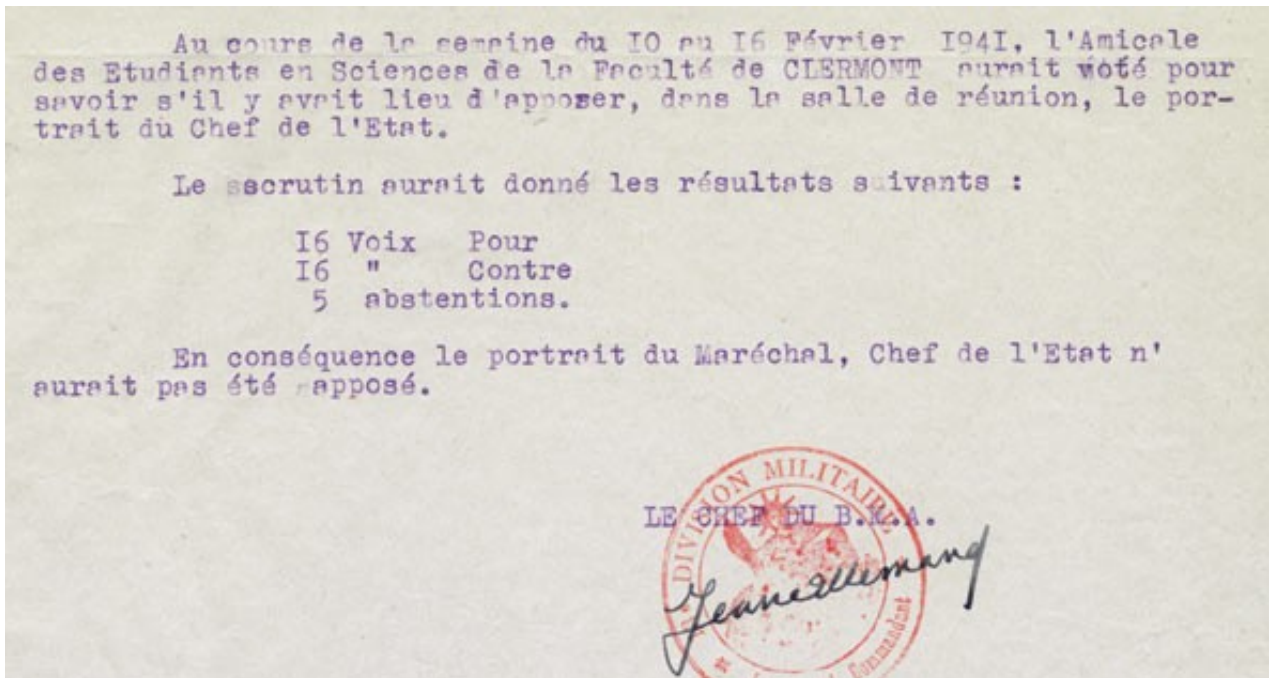 Au cours de la semaine du I0 au I6 Février I94I, l'Amicale
des Etudiants en Sciences de la Faculté de CLERMONT aurait voté pour
savoir s'il y avait lieu d'apposer, dans la salle de réunion, le por-
trait du Chef de l'Etat.
Le sscrutin aurait donné les résultats suivants :
I6 Voix Pour
I6 " Contre
5 abstentions.
En conséquence le portrait du Maréchal, Chef de l'Etat n'
aurait pas été apposé.
LE CHEF DU B.M.A.
DIVISION MILITAIRE
Commandant